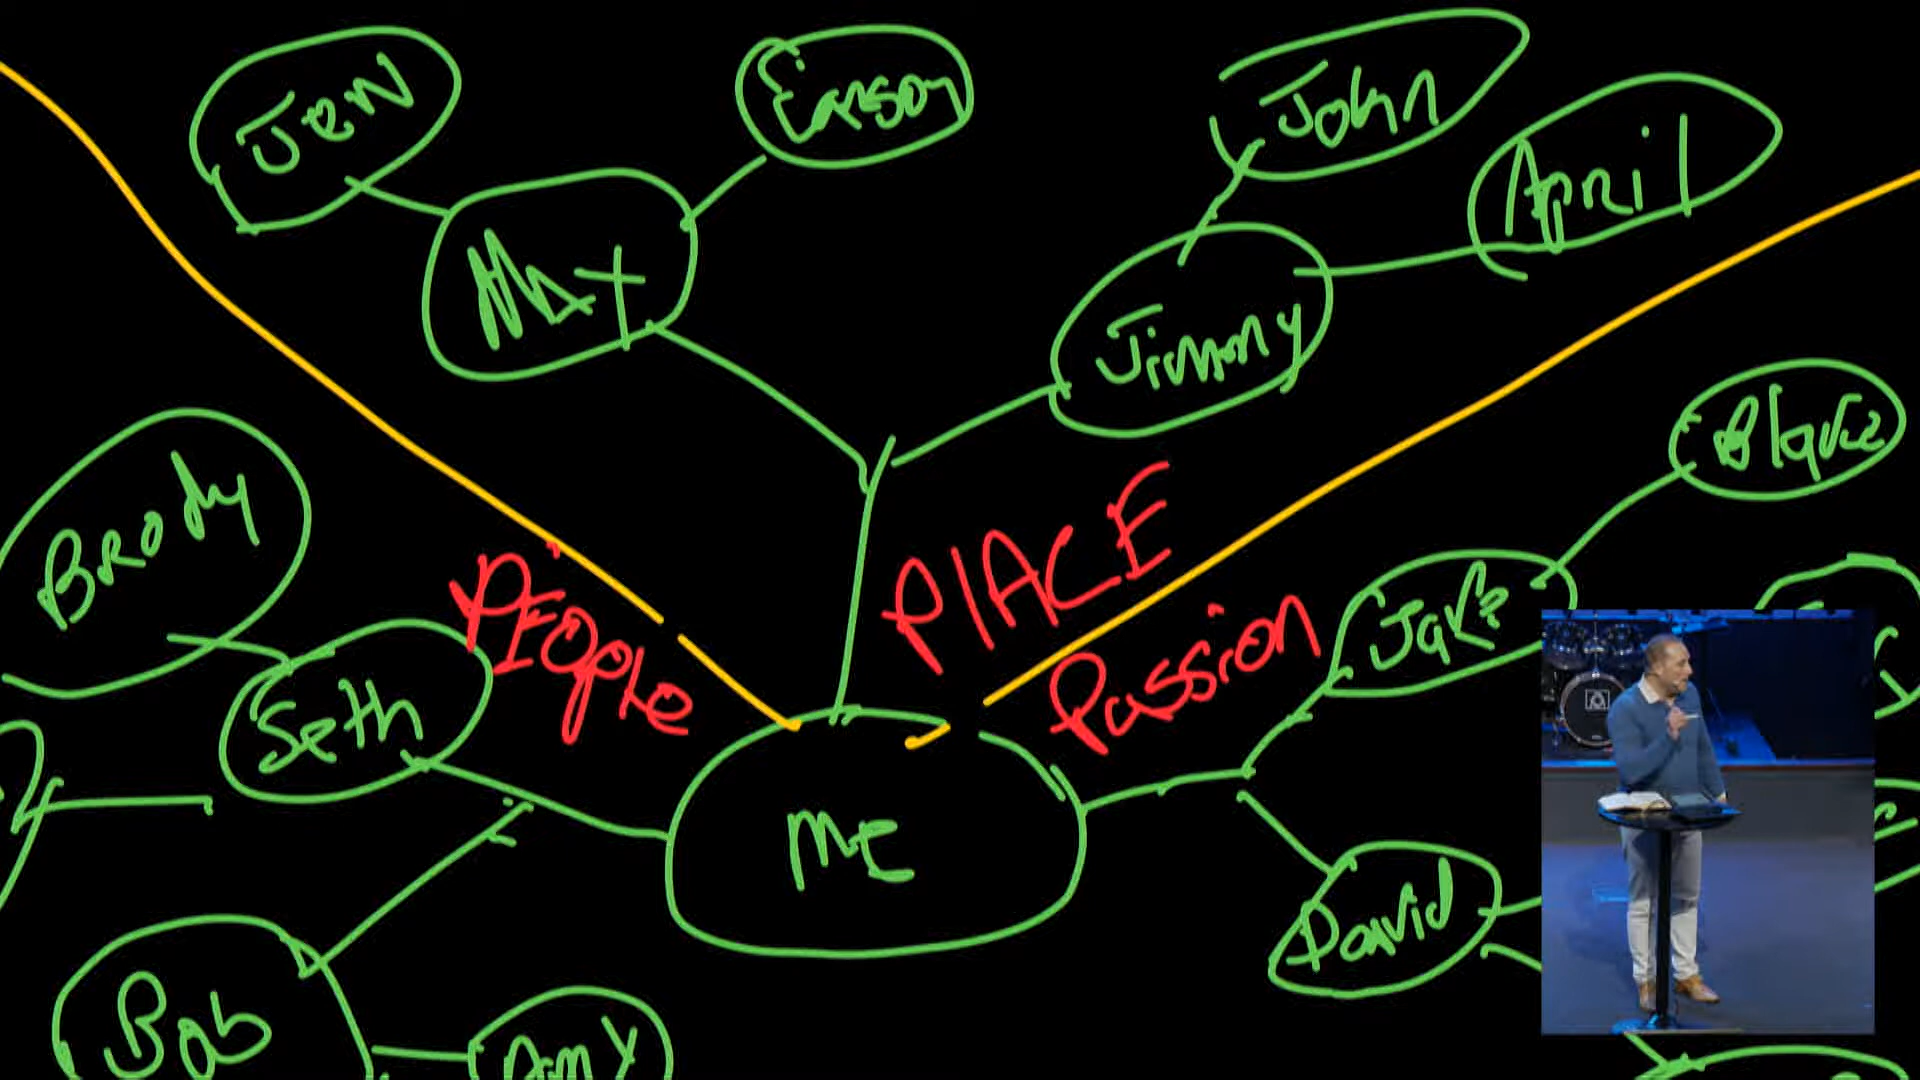 Jen
Eason
John
April
Max
Jimmy
Blake
Brody
PEOple
PlACE
Passion
Jake
Seth
ME
David
Bob
Amy